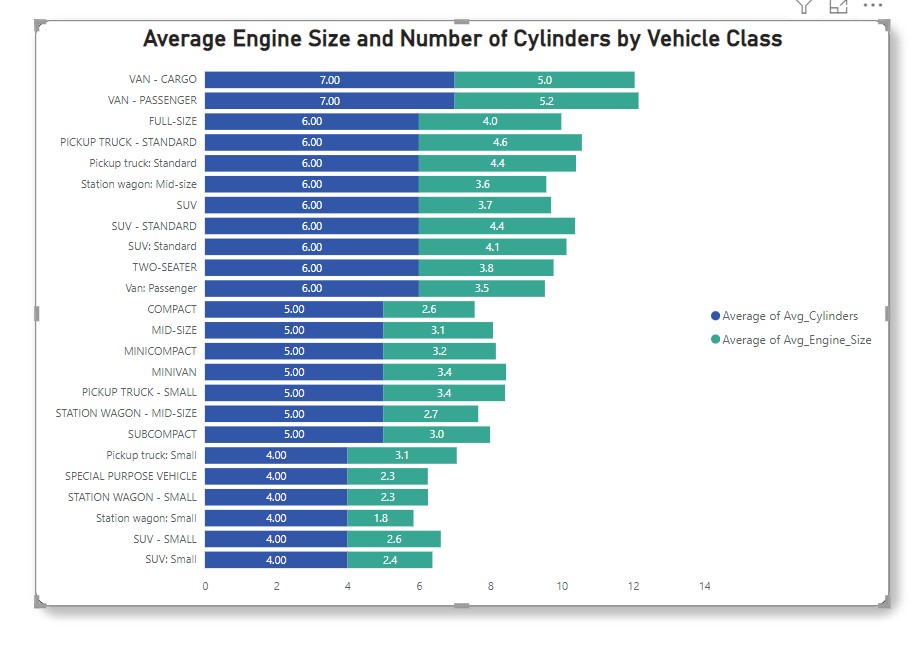 Average Engine Size and Number of Cylinders by Vehicle Class
VAN - CARGO 7.00 5.0
VAN - PASSENGER 7.00 5.2
FULL-SIZE 6.00 4.0
PICKUP TRUCK - STANDARD 6.00 4.6
Pickup truck: Standard 6.00 4.4
Station wagon: Mid-size 6.00 3.6
SUV 6.00 3.7
SUV - STANDARD 6.00 4.4
SUV: Standard 6.00 4.1
TWO-SEATER 6.00 3.8
Van: Passenger 6.00 3.5
COMPACT 5.00 2.6
MID-SIZE 5.00 3.1
MINICOMPACT 5.00 3.2
MINIVAN 5.00 3.4
PICKUP TRUCK - SMALL 5.00 3.4
STATION WAGON - MID-SIZE 5.00 2.7
SUBCOMPACT 5.00 3.0
Pickup truck: Small 4.00 3.1
SPECIAL PURPOSE VEHICLE 4.00 2.3
STATION WAGON - SMALL 4.00 2.3
Station wagon: Small 4.00 1.8
SUV - SMALL 4.00 2.6
SUV: Small 4.00 2.4
0 2 4 6 8 10 12 14
Average of Avg_Cylinders
Average of Avg_Engine_Size